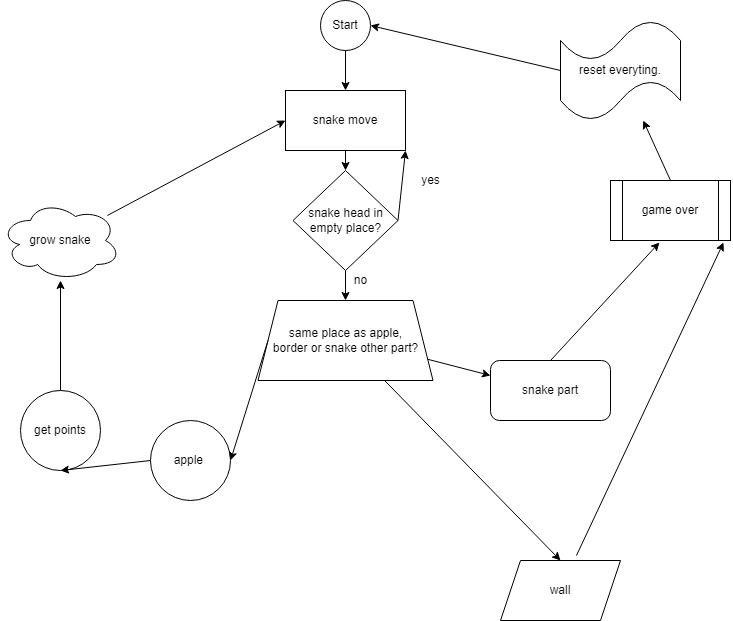 Start
reset everyting.
snake move
yes
snake head in
empty place?
game over
grow snake
no
same place as apple,
border or snake other part?
snake part
get points
apple
wall